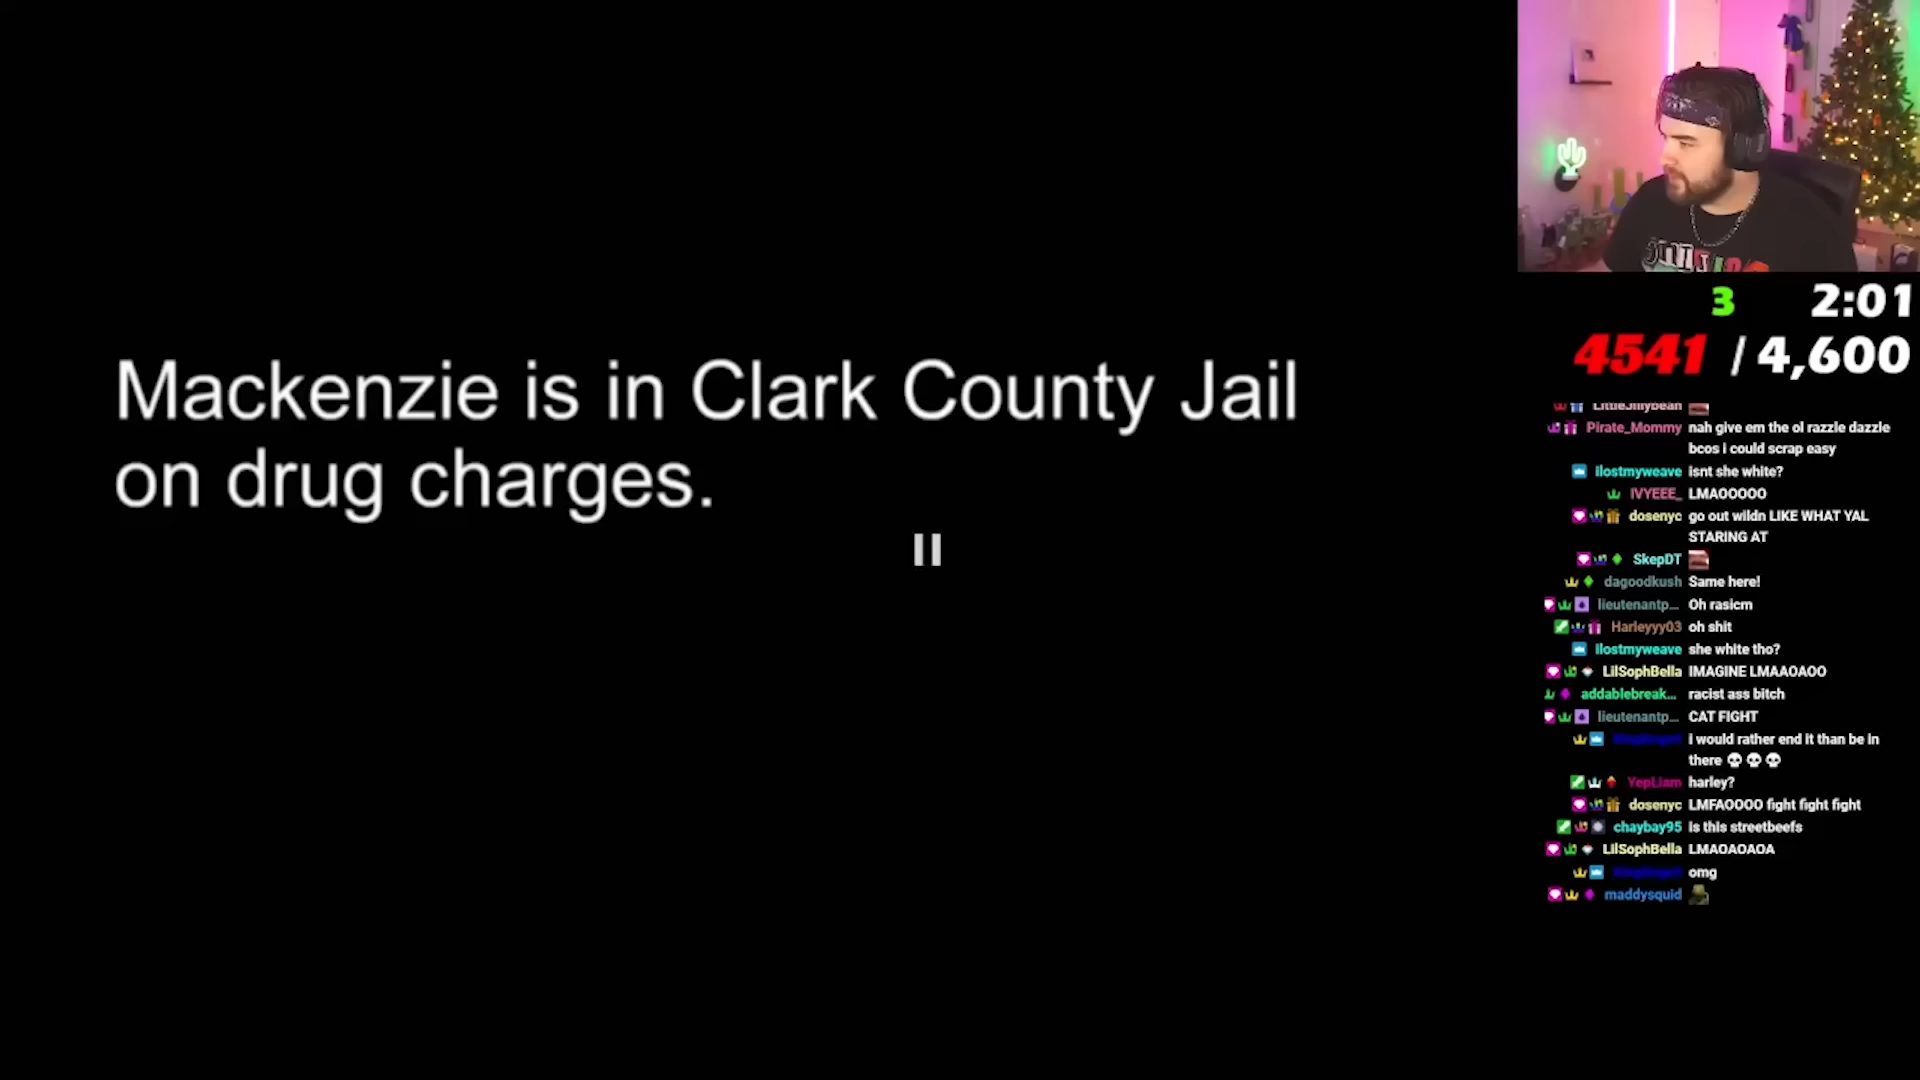 Mackenzie is in Clark County Jail
on drug charges.
3 2:01
4541 / 4,600
LittleJillybean
Pirate_Mommy nah give em the ol razzle dazzle
bcos i could scrap easy
ilostmyweave isnt she white?
IVYEEE_ LMAOOOOO
dosenyc go out wildn LIKE WHAT YAL
STARING AT
SkepDT
dagoodkush Same here!
lieutenantp... Oh rasicm
Harleyyy03 oh shit
ilostmyweave she white tho?
LilSophBella IMAGINE LMAAOAOO
addablebreak... racist ass bitch
lieutenantp... CAT FIGHT
i would rather end it than be in
there 💀💀💀
YepLiam harley?
dosenyc LMFAOOOO fight fight fight
chaybay95 Is this streetbeefs
LilSophBella LMAOAOAOA
omg
maddysquid